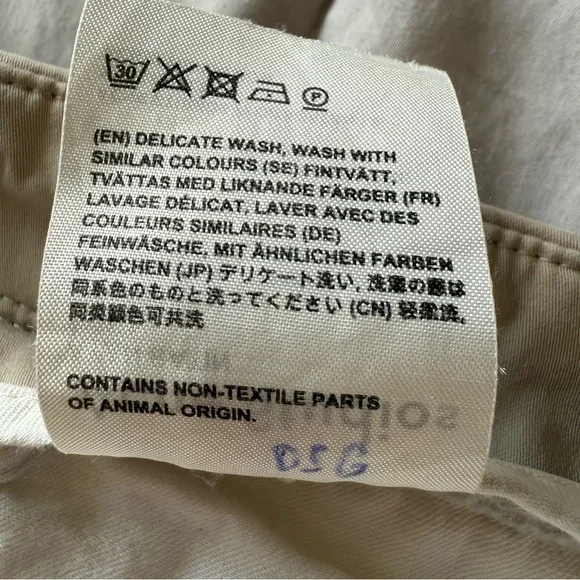 30
P
(EN) DELICATE WASH, WASH WITH
SIMILAR COLOURS (SE) FINTVÄTT,
TVÄTTAS MED LIKNANDE FÄRGER (FR)
LAVAGE DÉLICAT, LAVER AVEC DES
COULEURS SIMILAIRES (DE)
FEINWÄSCHE, MIT ÄHNLICHEN FARBEN
WASCHEN (JP) デリケート洗い, 洗濯の際は
同系色のものと洗ってください (CN) 轻柔洗,
同类颜色可共洗
CONTAINS NON-TEXTILE PARTS
OF ANIMAL ORIGIN.